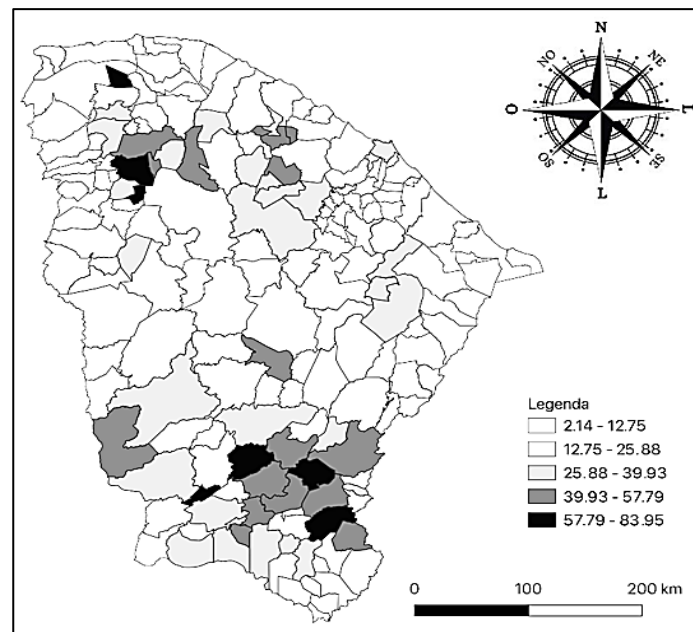 N
NO
NE
O
L
SO
SE
L
Legenda
2.14 - 12.75
12.75 - 25.88
25.88 - 39.93
39.93 - 57.79
57.79 - 83.95
0 100 200 km